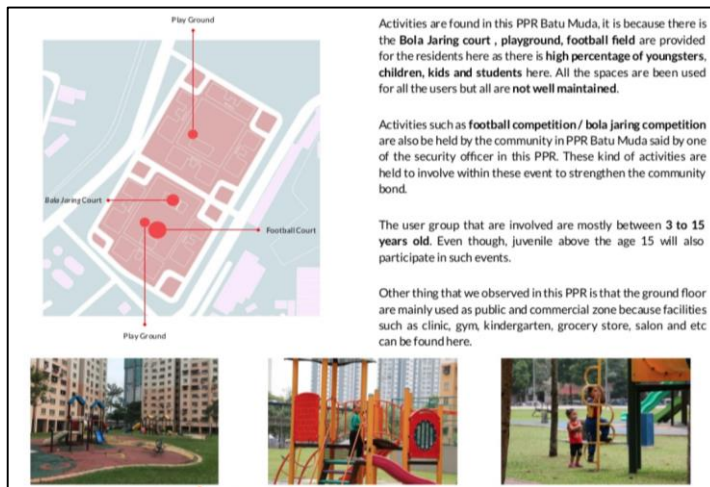 Play Ground
Bola Jaring Court
Football Court
Play Ground
Activities are found in this PPR Batu Muda, it is because there is
the Bola Jaring court , playground, football field are provided
for the residents here as there is high percentage of youngsters,
children, kids and students here. All the spaces are been used
for all the users but all are not well maintained.
Activities such as football competition / bola jaring competition
are also be held by the community in PPR Batu Muda said by one
of the security officer in this PPR. These kind of activities are
held to involve within these event to strengthen the community
bond.
The user group that are involved are mostly between 3 to 15
years old. Even though, juvenile above the age 15 will also
participate in such events.
Other thing that we observed in this PPR is that the ground floor
are mainly used as public and commercial zone because facilities
such as clinic, gym, kindergarten, grocery store, salon and etc
can be found here.